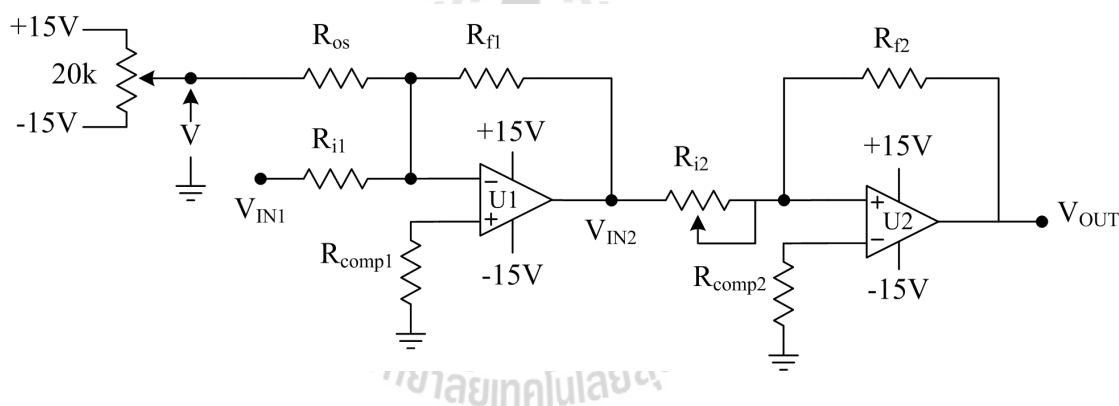 +15V
20k
-15V
V
R_os
R_f1
R_i1
V_IN1
+15V
-
U1
+
-15V
R_comp1
V_IN2
R_i2
R_f2
+15V
+
U2
-
-15V
R_comp2
V_OUT